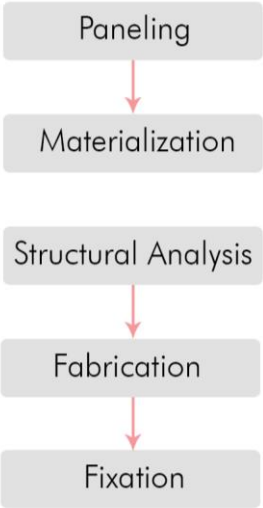 Paneling
Materialization
Structural Analysis
Fabrication
Fixation